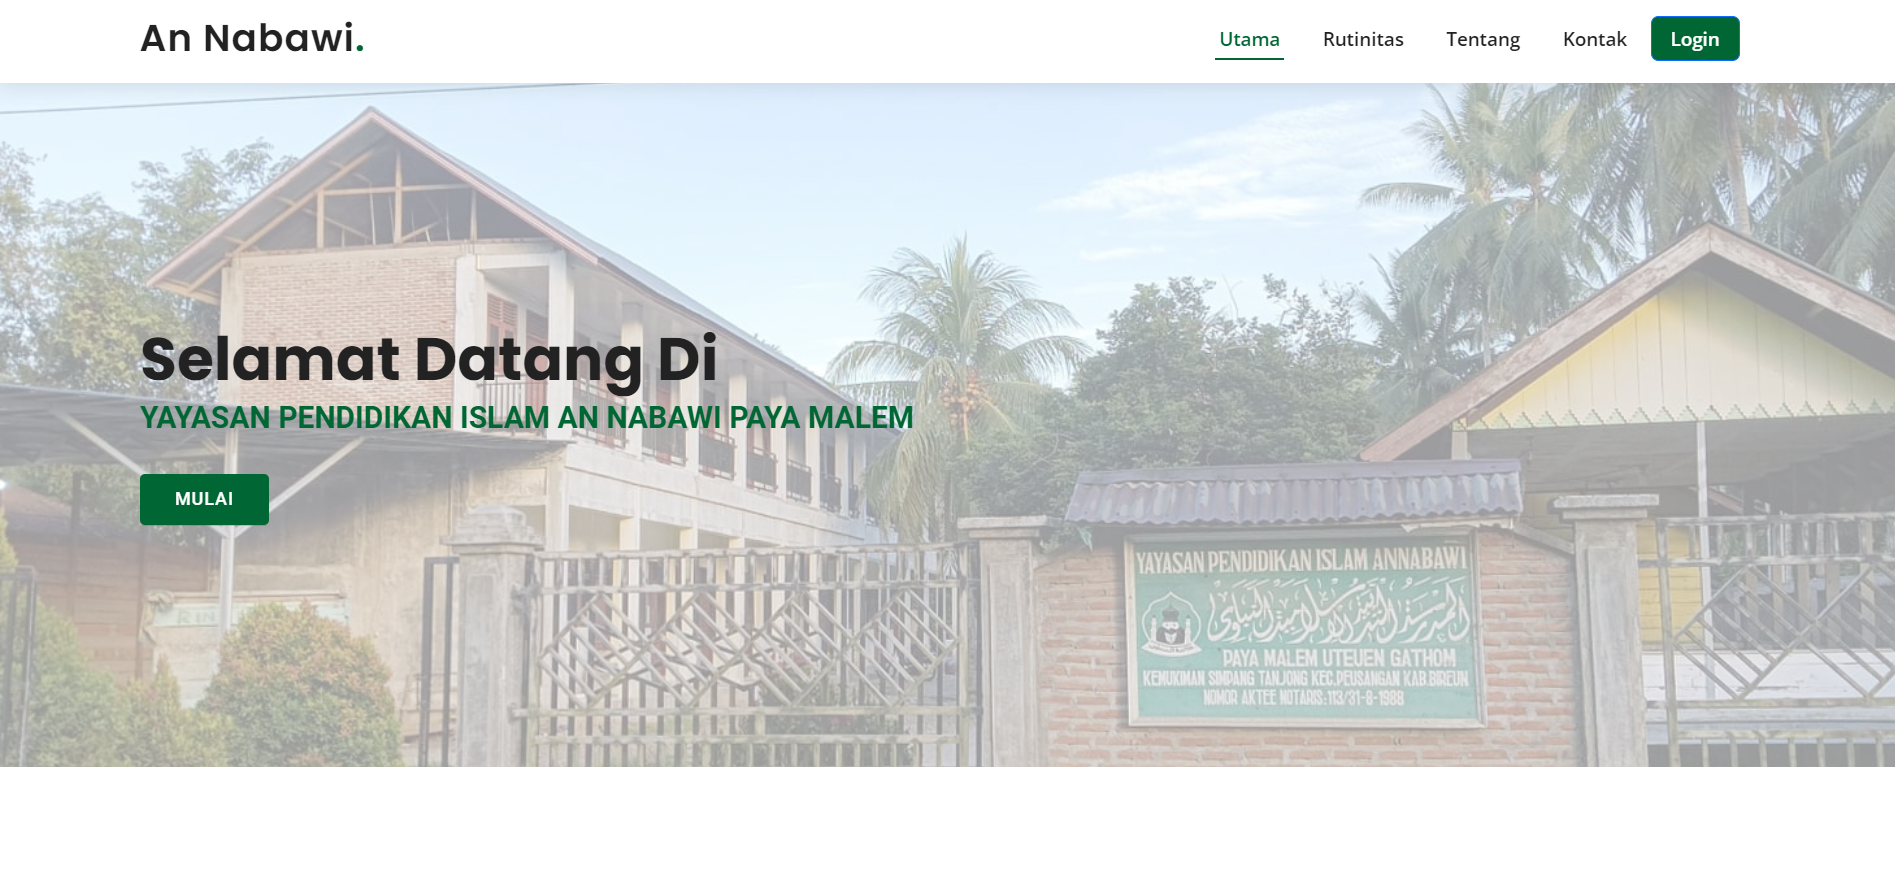 An Nabawi.
Utama
Rutinitas
Tentang
Kontak
Login
Selamat Datang Di
YAYASAN PENDIDIKAN ISLAM AN NABAWI PAYA MALEM
MULAI
YAYASAN PENDIDIKAN ISLAM ANNABAWI
PAYA MALEM UTEUEN GATHOM
KEMUKIMAN SIMPANG TANJONG KEC.PEUSANGAN KAB.BIREUN
NOMOR AKTEE NOTARIS:113/31-8-1988